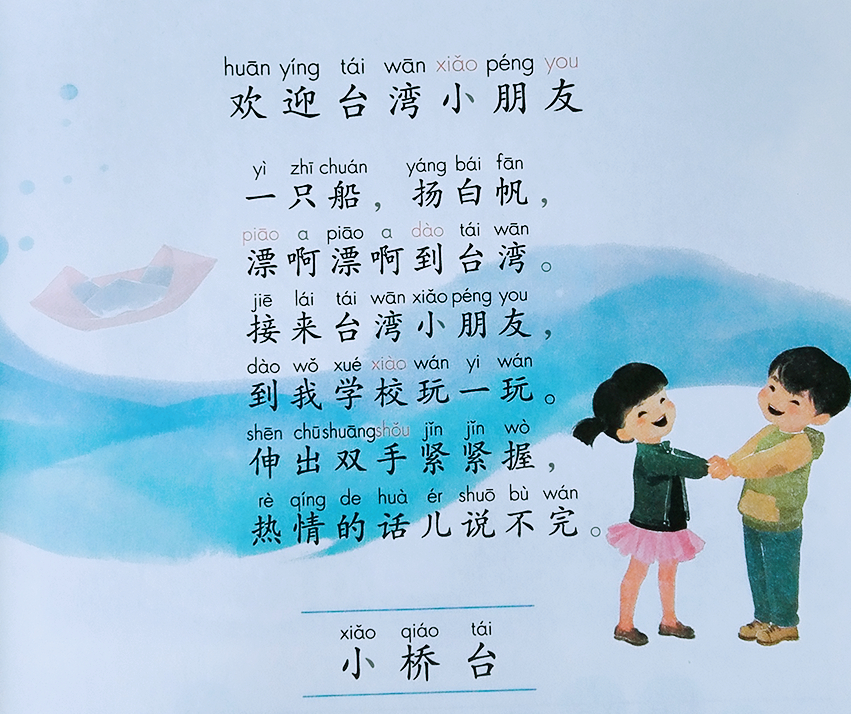 huān yíng tái wān xiǎo péng you
欢迎台湾小朋友
yì zhī chuán yáng bái fān
一只船，扬白帆，
piāo a piāo a dào tái wān
漂啊漂啊到台湾。
jiē lái tái wān xiǎo péng you
接来台湾小朋友，
dào wǒ xué xiào wán yi wán
到我学校玩一玩。
shēn chū shuāng shǒu jǐn jǐn wò
伸出双手紧紧握，
rè qíng de huà ér shuō bù wán
热情的话儿说不完。
xiǎo qiáo tái
小桥台